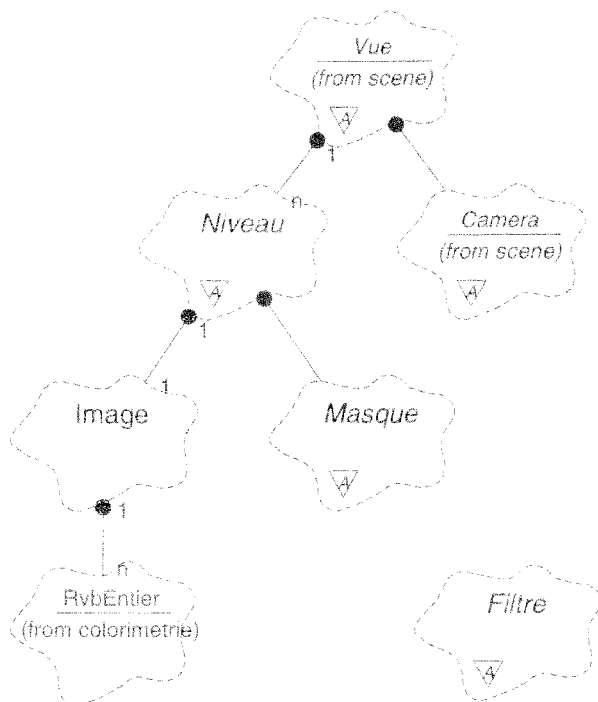 Vue
(from scene)
A
1
n
Niveau
Camera
(from scene)
A
A
1
1
Image
Masque
A
1
n
RvbEntier
(from colorimetrie)
Filtre
A